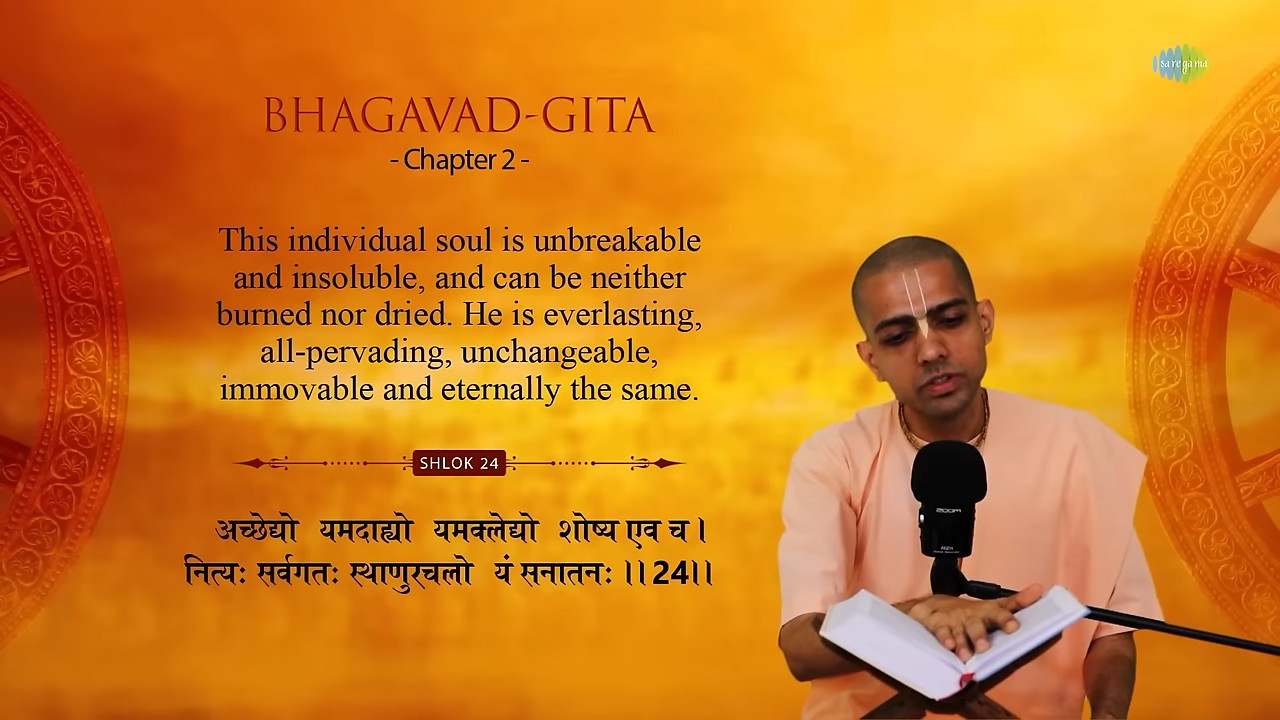 saregama
BHAGAVAD-GITA
- Chapter 2 -
This individual soul is unbreakable
and insoluble, and can be neither
burned nor dried. He is everlasting,
all-pervading, unchangeable,
immovable and eternally the same.
SHLOK 24
अच्छेद्यो यमदाह्यो यमक्लेद्यो शोष्य एव च।
नित्यः सर्वगतः स्थाणुरचलो यं सनातनः ।।24।।
ZOOM